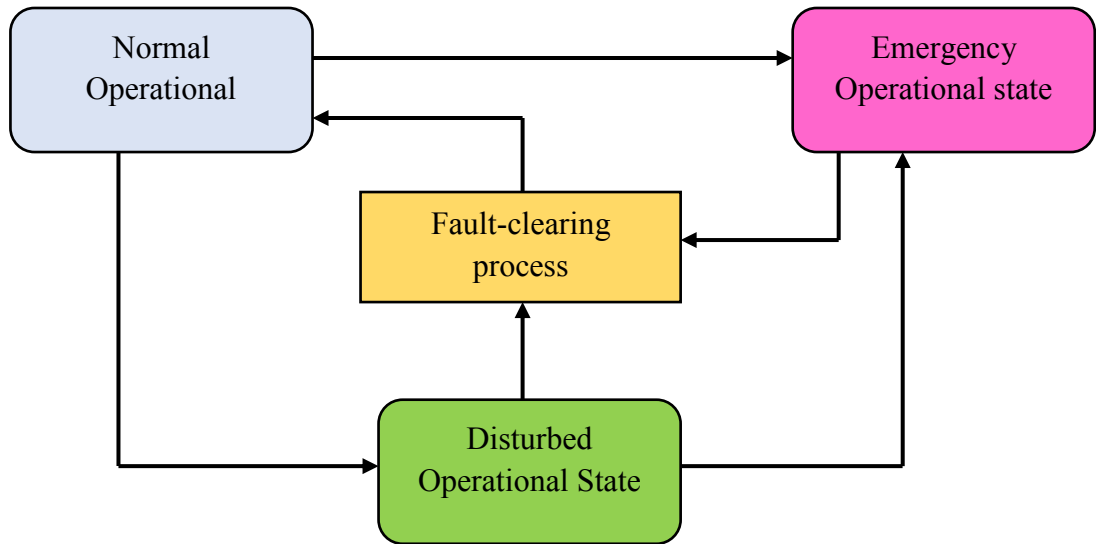 Normal
Operational
Emergency
Operational state
Fault-clearing
process
Disturbed
Operational State